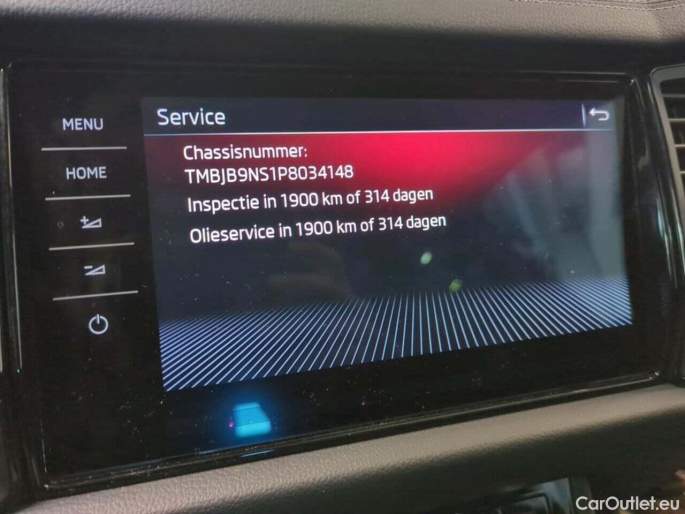 MENU
HOME
Service
Chassisnummer:
TMBJB9NS1P8034148
Inspectie in 1900 km of 314 dagen
Olieservice in 1900 km of 314 dagen
CarOutlet.eu